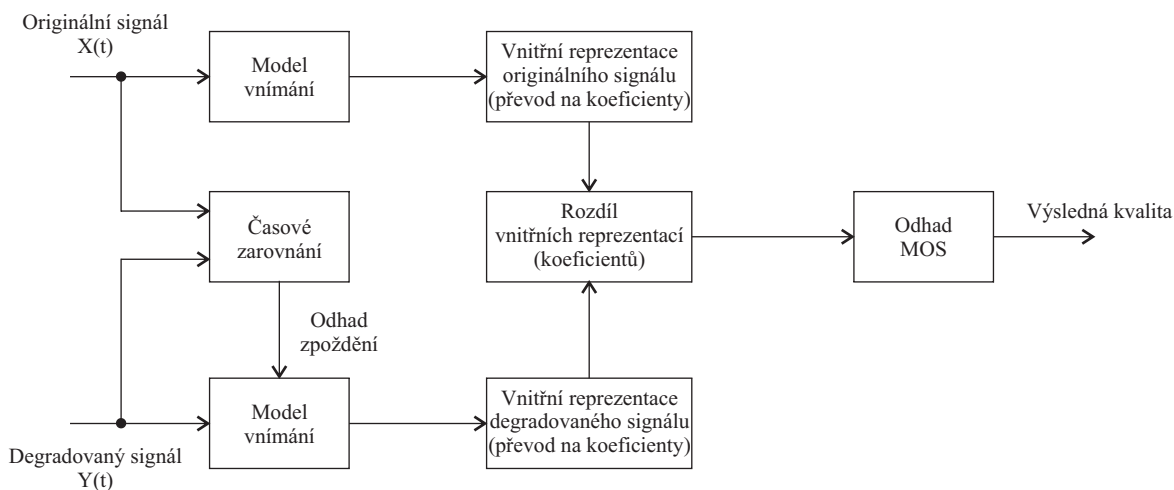 Originální signál
X(t)
Model
vnímání
Vnitřní reprezentace
originálního signálu
(převod na koeficienty)
Časové
zarovnání
Rozdíl
vnitřních reprezentací
(koeficientů)
Odhad
MOS
Výsledná kvalita
Odhad
zpoždění
Model
vnímání
Vnitřní reprezentace
degradovaného signálu
(převod na koeficienty)
Degradovaný signál
Y(t)